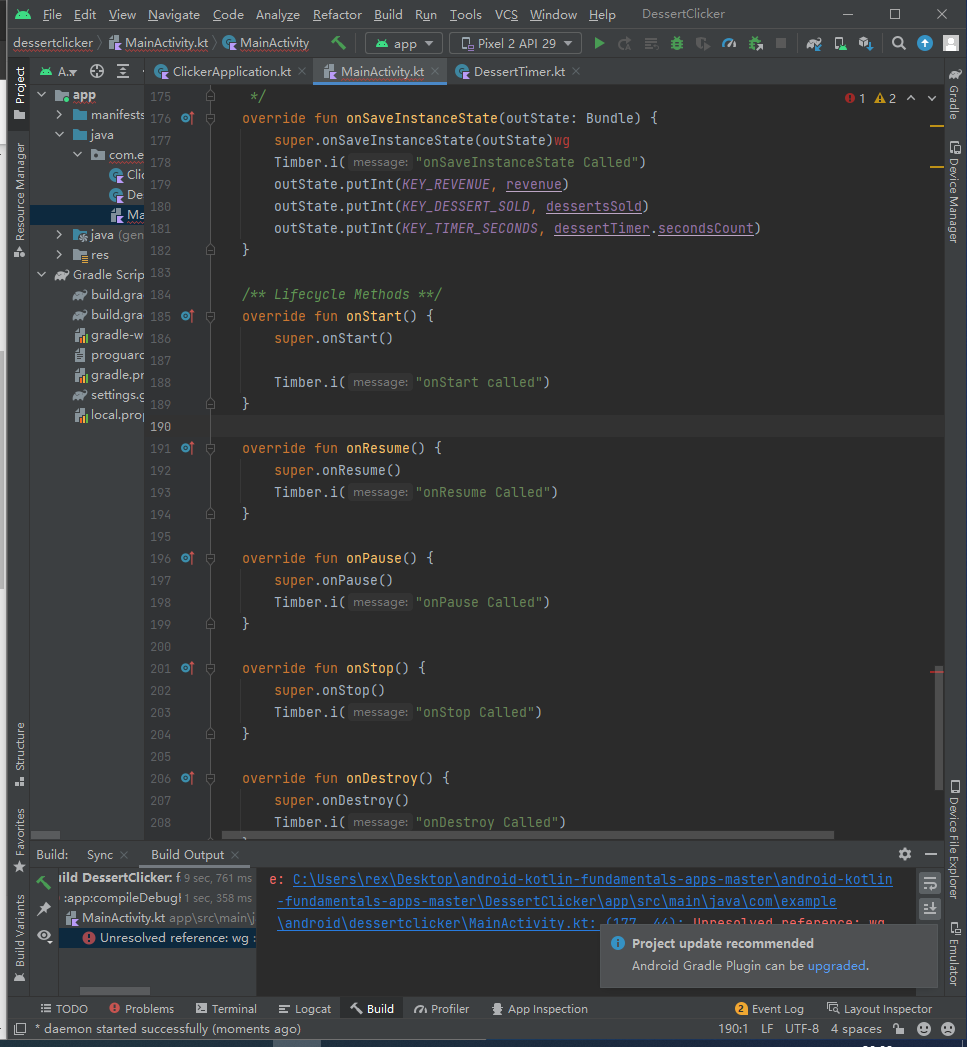 File Edit View Navigate Code Analyze Refactor Build Run Tools VCS Window Help DessertClicker
dessertclicker MainActivity.kt MainActivity app Pixel 2 API 29
Project A.. ClickerApplication.kt MainActivity.kt DessertTimer.kt
Resource Manager
Structure
Favorites
Build Variants
app
manifests
java
com.e
Clic
De
Ma
java (gen
res
Gradle Scrip
build.gra
build.gra
gradle-w
proguard
gradle.pr
settings.g
local.prop
1 2
175 */
176 override fun onSaveInstanceState(outState: Bundle) {
177 super.onSaveInstanceState(outState)wg
178 Timber.i( message: "onSaveInstanceState Called")
179 outState.putInt(KEY_REVENUE, revenue)
180 outState.putInt(KEY_DESSERT_SOLD, dessertsSold)
181 outState.putInt(KEY_TIMER_SECONDS, dessertTimer.secondsCount)
182 }
183
184 /** Lifecycle Methods **/
185 override fun onStart() {
186 super.onStart()
187
188 Timber.i( message: "onStart called")
189 }
190
191 override fun onResume() {
192 super.onResume()
193 Timber.i( message: "onResume Called")
194 }
195
196 override fun onPause() {
197 super.onPause()
198 Timber.i( message: "onPause Called")
199 }
200
201 override fun onStop() {
202 super.onStop()
203 Timber.i( message: "onStop Called")
204 }
205
206 override fun onDestroy() {
207 super.onDestroy()
208 Timber.i( message: "onDestroy Called")
Gradle
Device Manager
Device File Explorer
Emulator
Build: Sync Build Output
uild DessertClicker: f 9 sec, 761 ms
:app:compileDebugI 1 sec, 358 ms
MainActivity.kt app\src\main\j
Unresolved reference: wg :
e: C:\Users\rex\Desktop\android-kotlin-fundamentals-apps-master\android-kotlin
-fundamentals-apps-master\DessertClicker\app\src\main\java\com\example
\android\dessertclicker\MainActivity.kt: (177, 44): Unresolved reference: wg
Project update recommended
Android Gradle Plugin can be upgraded.
TODO Problems Terminal Logcat Build Profiler App Inspection 2 Event Log Layout Inspector
* daemon started successfully (moments ago) 190:1 LF UTF-8 4 spaces